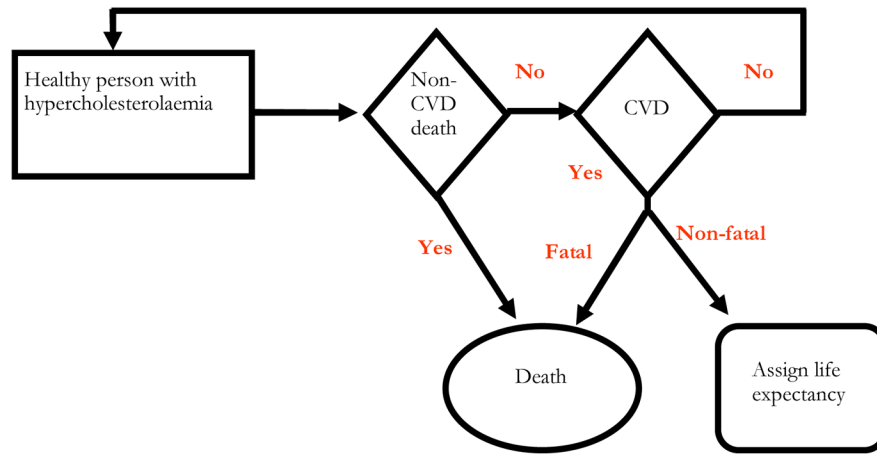 Healthy person with
hypercholesterolaemia
Non-
CVD
death
No
CVD
No
Yes
Yes
Fatal
Non-fatal
Death
Assign life
expectancy